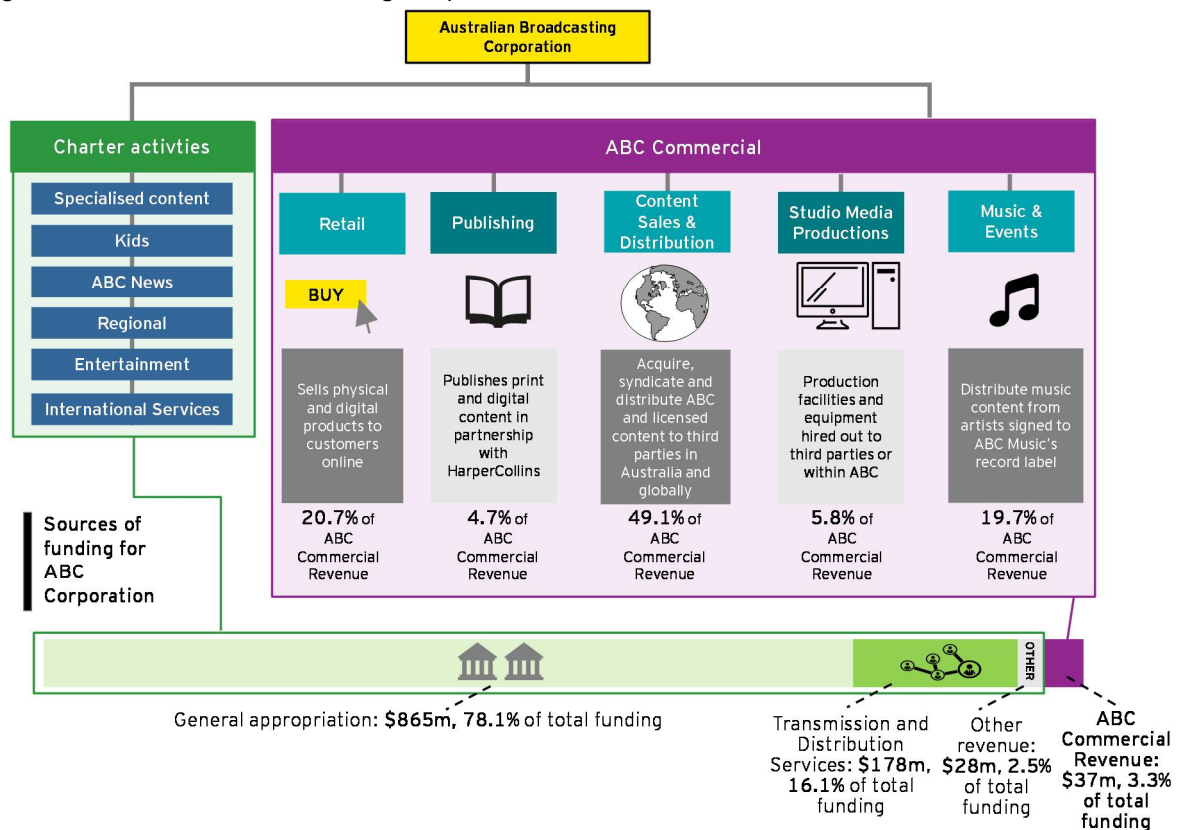 Australian Broadcasting
Corporation
Charter activties
Specialised content
Kids
ABC News
Regional
Entertainment
International Services
ABC Commercial
Retail
BUY
Sells physical
and digital
products to
customers
online
20.7% of
ABC
Commercial
Revenue
Publishing
Publishes print
and digital
content in
partnership
with
HarperCollins
4.7% of
ABC
Commercial
Revenue
Content
Sales &
Distribution
Acquire,
syndicate and
distribute ABC
and licensed
content to third
parties in
Australia and
globally
49.1% of
ABC
Commercial
Revenue
Studio Media
Productions
Production
facilities and
equipment
hired out to
third parties or
within ABC
5.8% of
ABC
Commercial
Revenue
Music &
Events
Distribute music
content from
artists signed to
ABC Music's
record label
19.7% of
ABC
Commercial
Revenue
Sources of
funding for
ABC
Corporation
OTHER
General appropriation: $865m, 78.1% of total funding
Transmission and
Distribution
Services: $178m,
16.1% of total
funding
Other
revenue:
$28m, 2.5%
of total
funding
ABC
Commercial
Revenue:
$37m, 3.3%
of total
funding